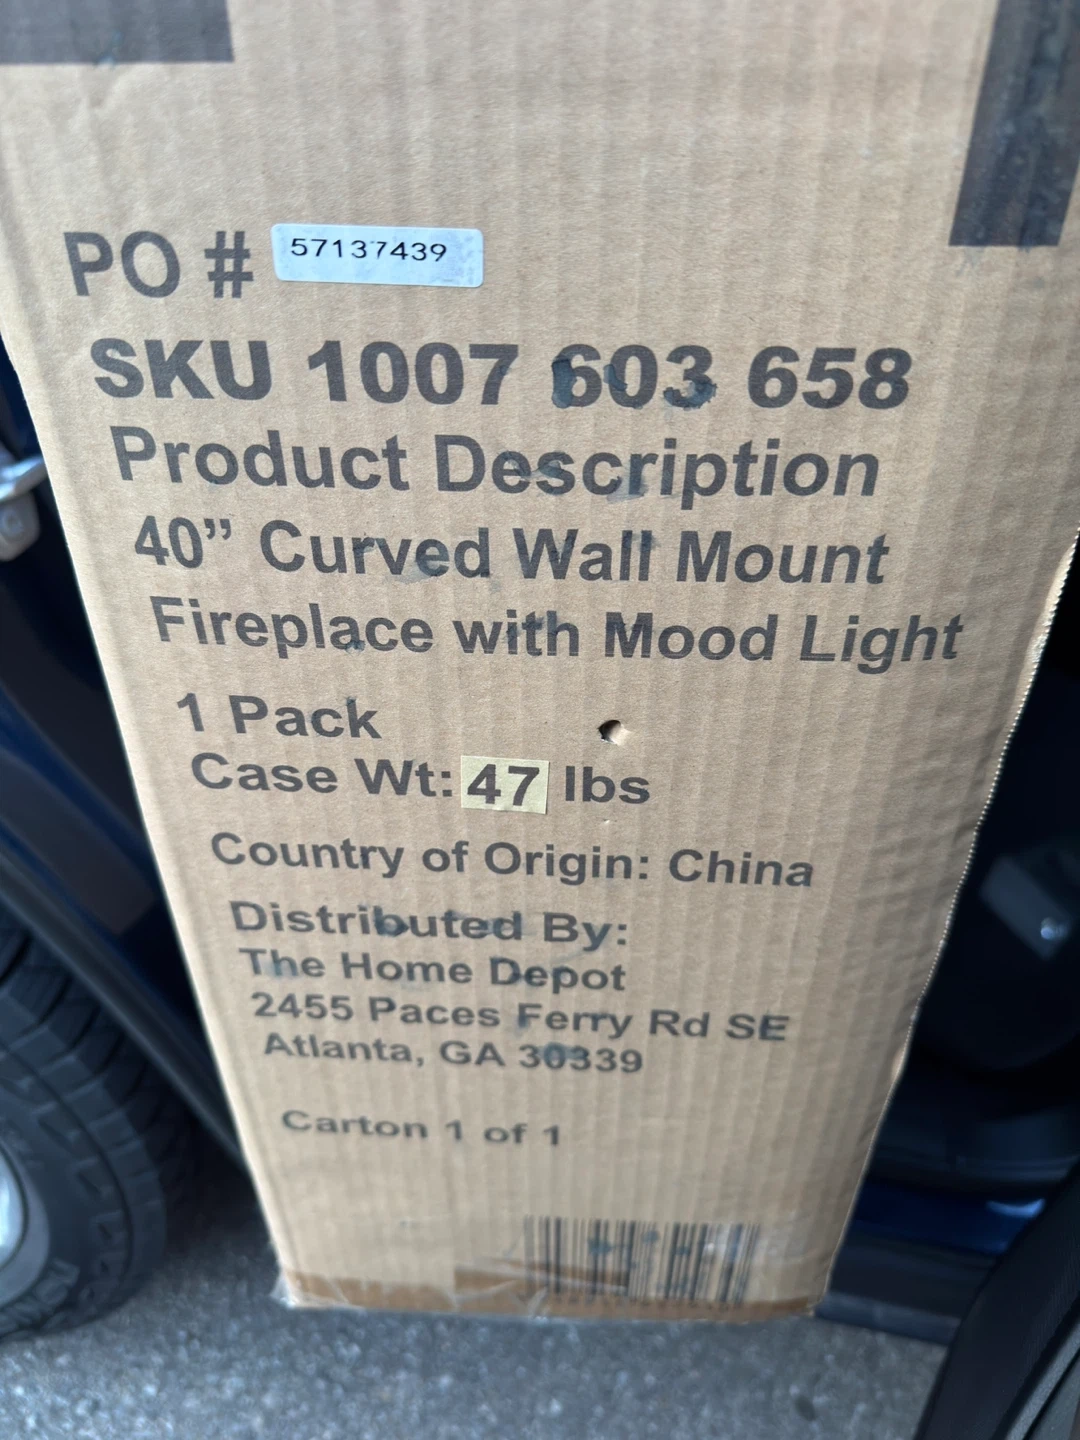 PO # 57137439
SKU 1007 603 658
Product Description
40” Curved Wall Mount
Fireplace with Mood Light
1 Pack
Case Wt: 47 lbs
Country of Origin: China
Distributed By:
The Home Depot
2455 Paces Ferry Rd SE
Atlanta, GA 30339
Carton 1 of 1